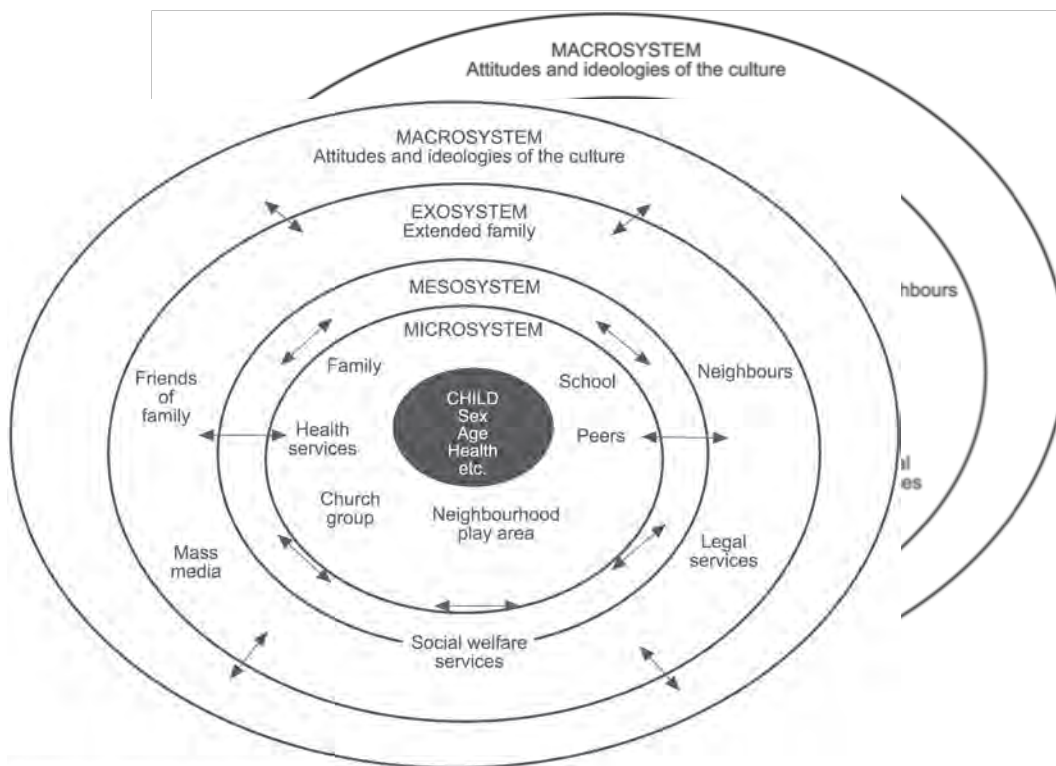 MACROSYSTEM
Attitudes and ideologies of the culture
MACROSYSTEM
Attitudes and ideologies of the culture
EXOSYSTEM
Extended family
MESOSYSTEM
MICROSYSTEM
Family
School
Neighbours
Friends
of
family
CHILD
Sex
Age
Health
etc.
Health
services
Peers
Church
group
Neighbourhood
play area
Mass
media
Legal
services
Social welfare
services